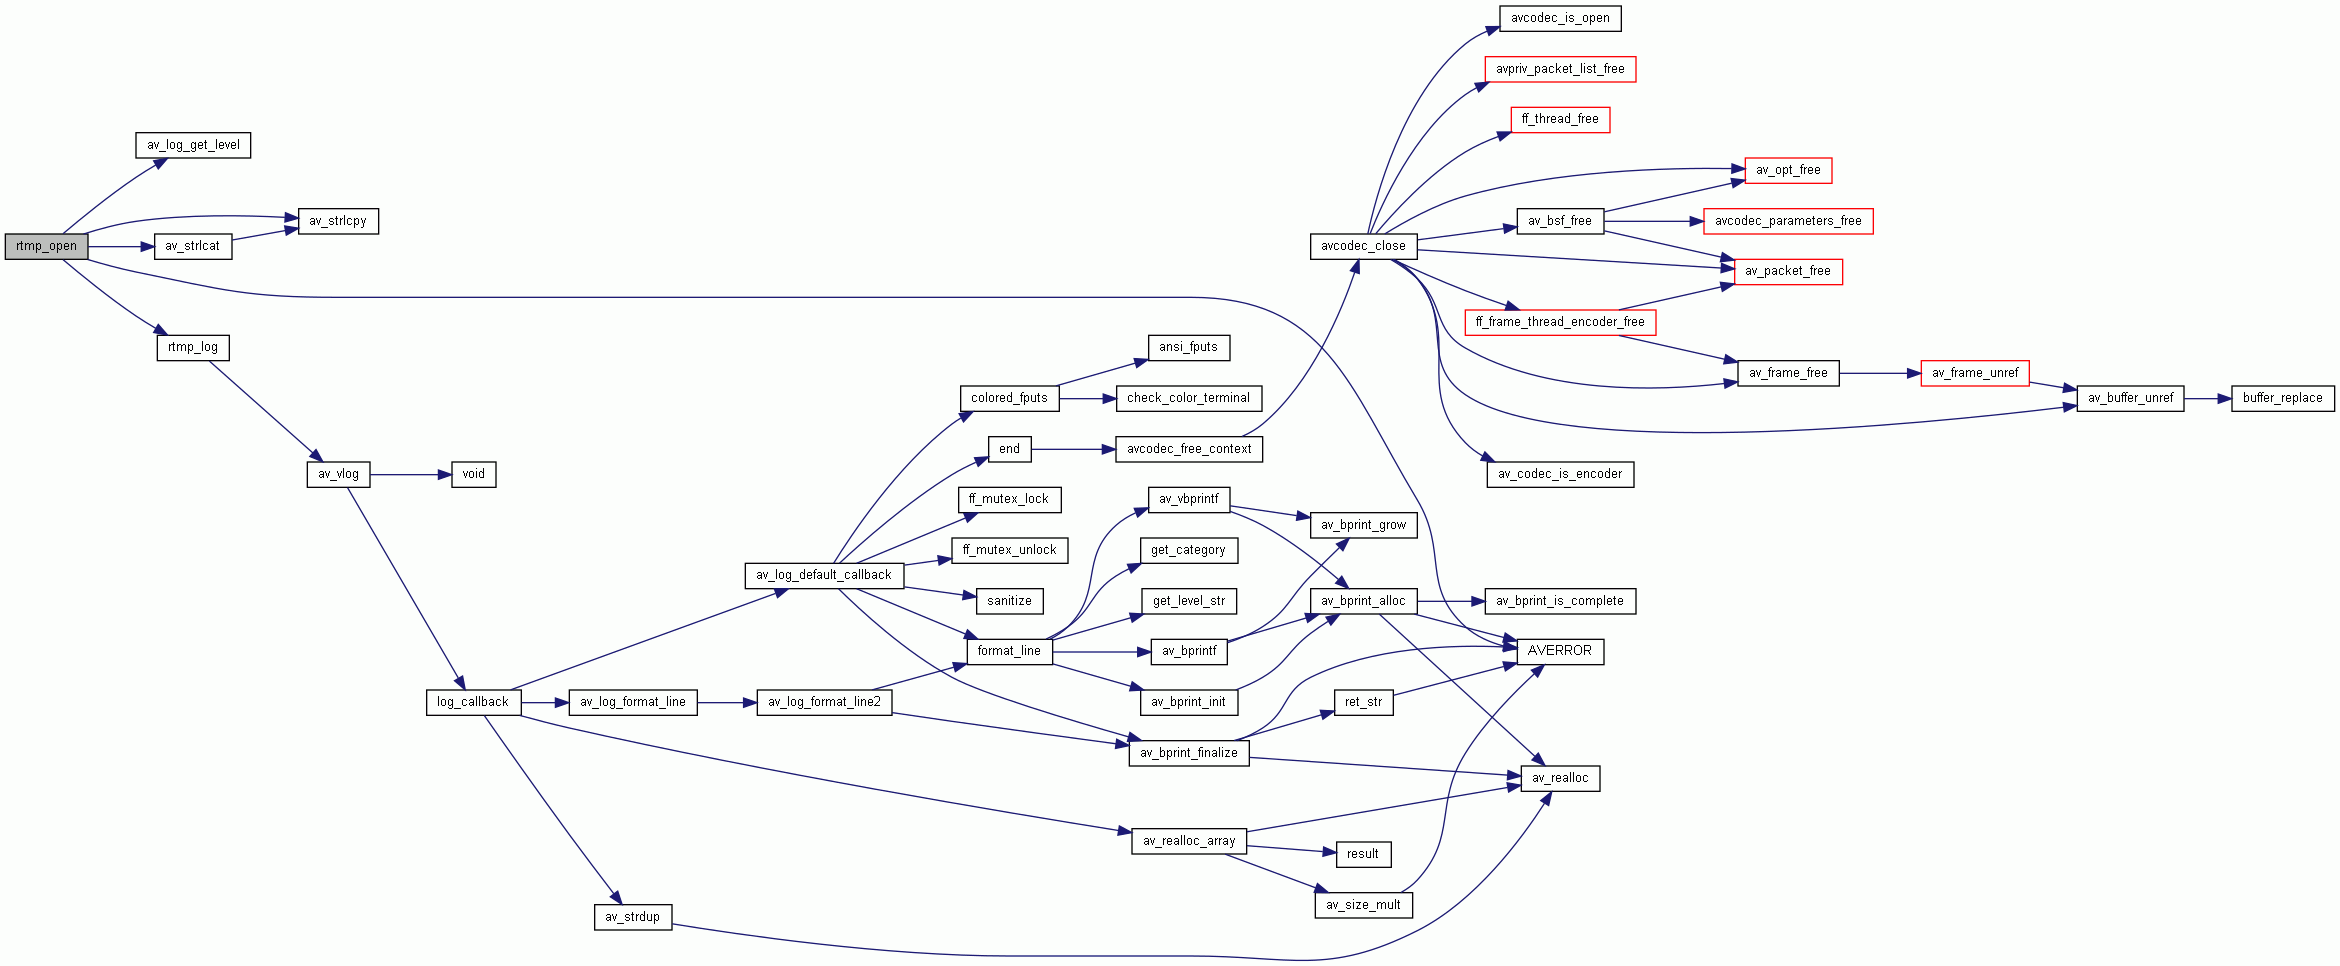 rtmp_open
av_log_get_level
av_strlcpy
av_strlcat
rtmp_log
av_vlog
void
log_callback
av_log_default_callback
av_log_format_line
av_log_format_line2
av_strdup
colored_fputs
end
ff_mutex_lock
ff_mutex_unlock
sanitize
format_line
ansi_fputs
check_color_terminal
avcodec_free_context
av_vbprintf
get_category
get_level_str
av_bprintf
av_bprint_init
av_bprint_finalize
av_realloc_array
avcodec_close
av_bprint_grow
av_bprint_alloc
ret_str
result
av_size_mult
avcodec_is_open
avpriv_packet_list_free
ff_thread_free
av_bsf_free
ff_frame_thread_encoder_free
av_codec_is_encoder
av_bprint_is_complete
AVERROR
av_realloc
av_opt_free
avcodec_parameters_free
av_packet_free
av_frame_free
av_frame_unref
av_buffer_unref
buffer_replace